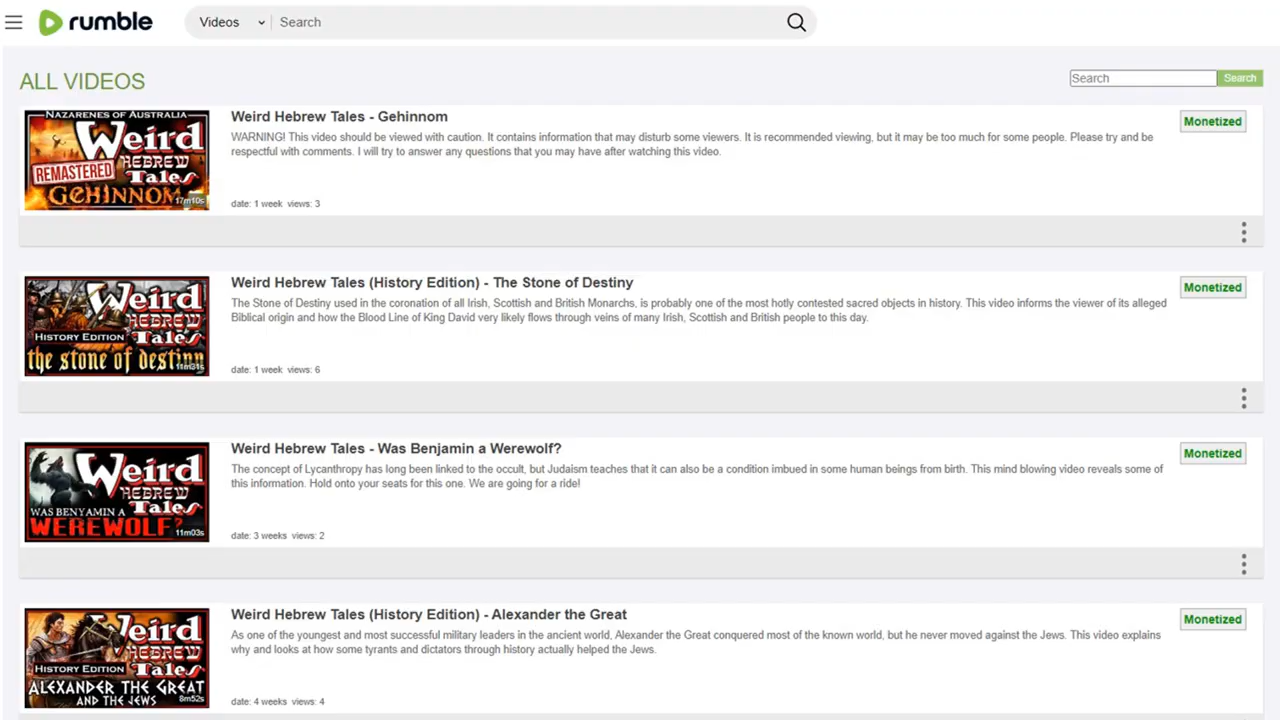 rumble
Videos
Search
ALL VIDEOS
Search
Search
NAZARENES OF AUSTRALIA
Weird
HEBREW
REMASTERED
Tales
GEHINNOM
17m10s
Weird Hebrew Tales - Gehinnom
WARNING! This video should be viewed with caution. It contains information that may disturb some viewers. It is recommended viewing, but it may be too much for some people. Please try and be
respectful with comments. I will try to answer any questions that you may have after watching this video.
date: 1 week views: 3
Monetized
Weird
HEBREW
HISTORY EDITION
Tales
the stone of destiny
11m31s
Weird Hebrew Tales (History Edition) - The Stone of Destiny
The Stone of Destiny used in the coronation of all Irish, Scottish and British Monarchs, is probably one of the most hotly contested sacred objects in history. This video informs the viewer of its alleged
Biblical origin and how the Blood Line of King David very likely flows through veins of many Irish, Scottish and British people to this day.
date: 1 week views: 6
Monetized
Weird
HEBREW
Tales
WAS BENYAMIN A
WEREWOLF?
11m03s
Weird Hebrew Tales - Was Benjamin a Werewolf?
The concept of Lycanthropy has long been linked to the occult, but Judaism teaches that it can also be a condition imbued in some human beings from birth. This mind blowing video reveals some of
this information. Hold onto your seats for this one. We are going for a ride!
date: 3 weeks views: 2
Monetized
Weird
HEBREW
HISTORY EDITION
Tales
ALEXANDER THE GREAT
AND THE JEWS
8m52s
Weird Hebrew Tales (History Edition) - Alexander the Great
As one of the youngest and most successful military leaders in the ancient world, Alexander the Great conquered most of the known world, but he never moved against the Jews. This video explains
why and looks at how some tyrants and dictators through history actually helped the Jews.
date: 4 weeks views: 4
Monetized